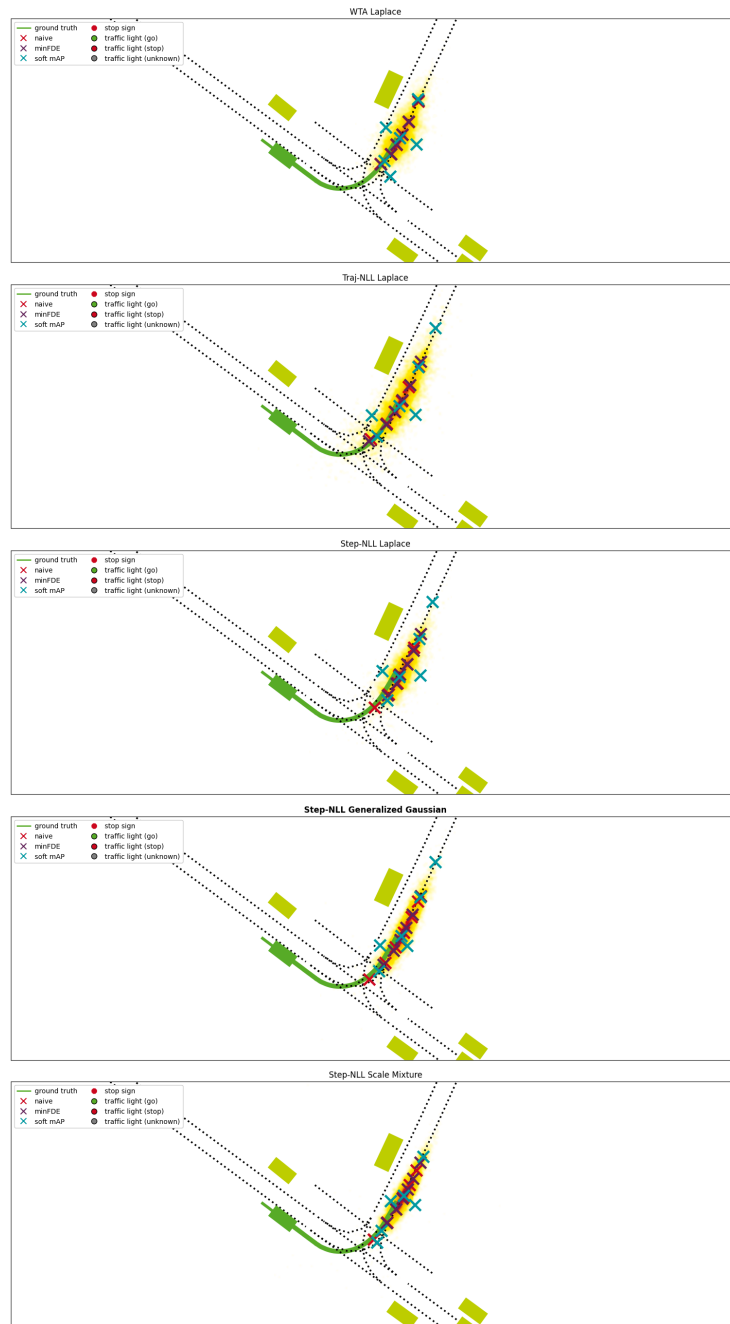 WTA Laplace
ground truth stop sign
naive traffic light (go)
minFDE traffic light (stop)
soft mAP traffic light (unknown)
Traj-NLL Laplace
ground truth stop sign
naive traffic light (go)
minFDE traffic light (stop)
soft mAP traffic light (unknown)
Step-NLL Laplace
ground truth stop sign
naive traffic light (go)
minFDE traffic light (stop)
soft mAP traffic light (unknown)
Step-NLL Generalized Gaussian
ground truth stop sign
naive traffic light (go)
minFDE traffic light (stop)
soft mAP traffic light (unknown)
Step-NLL Scale Mixture
ground truth stop sign
naive traffic light (go)
minFDE traffic light (stop)
soft mAP traffic light (unknown)